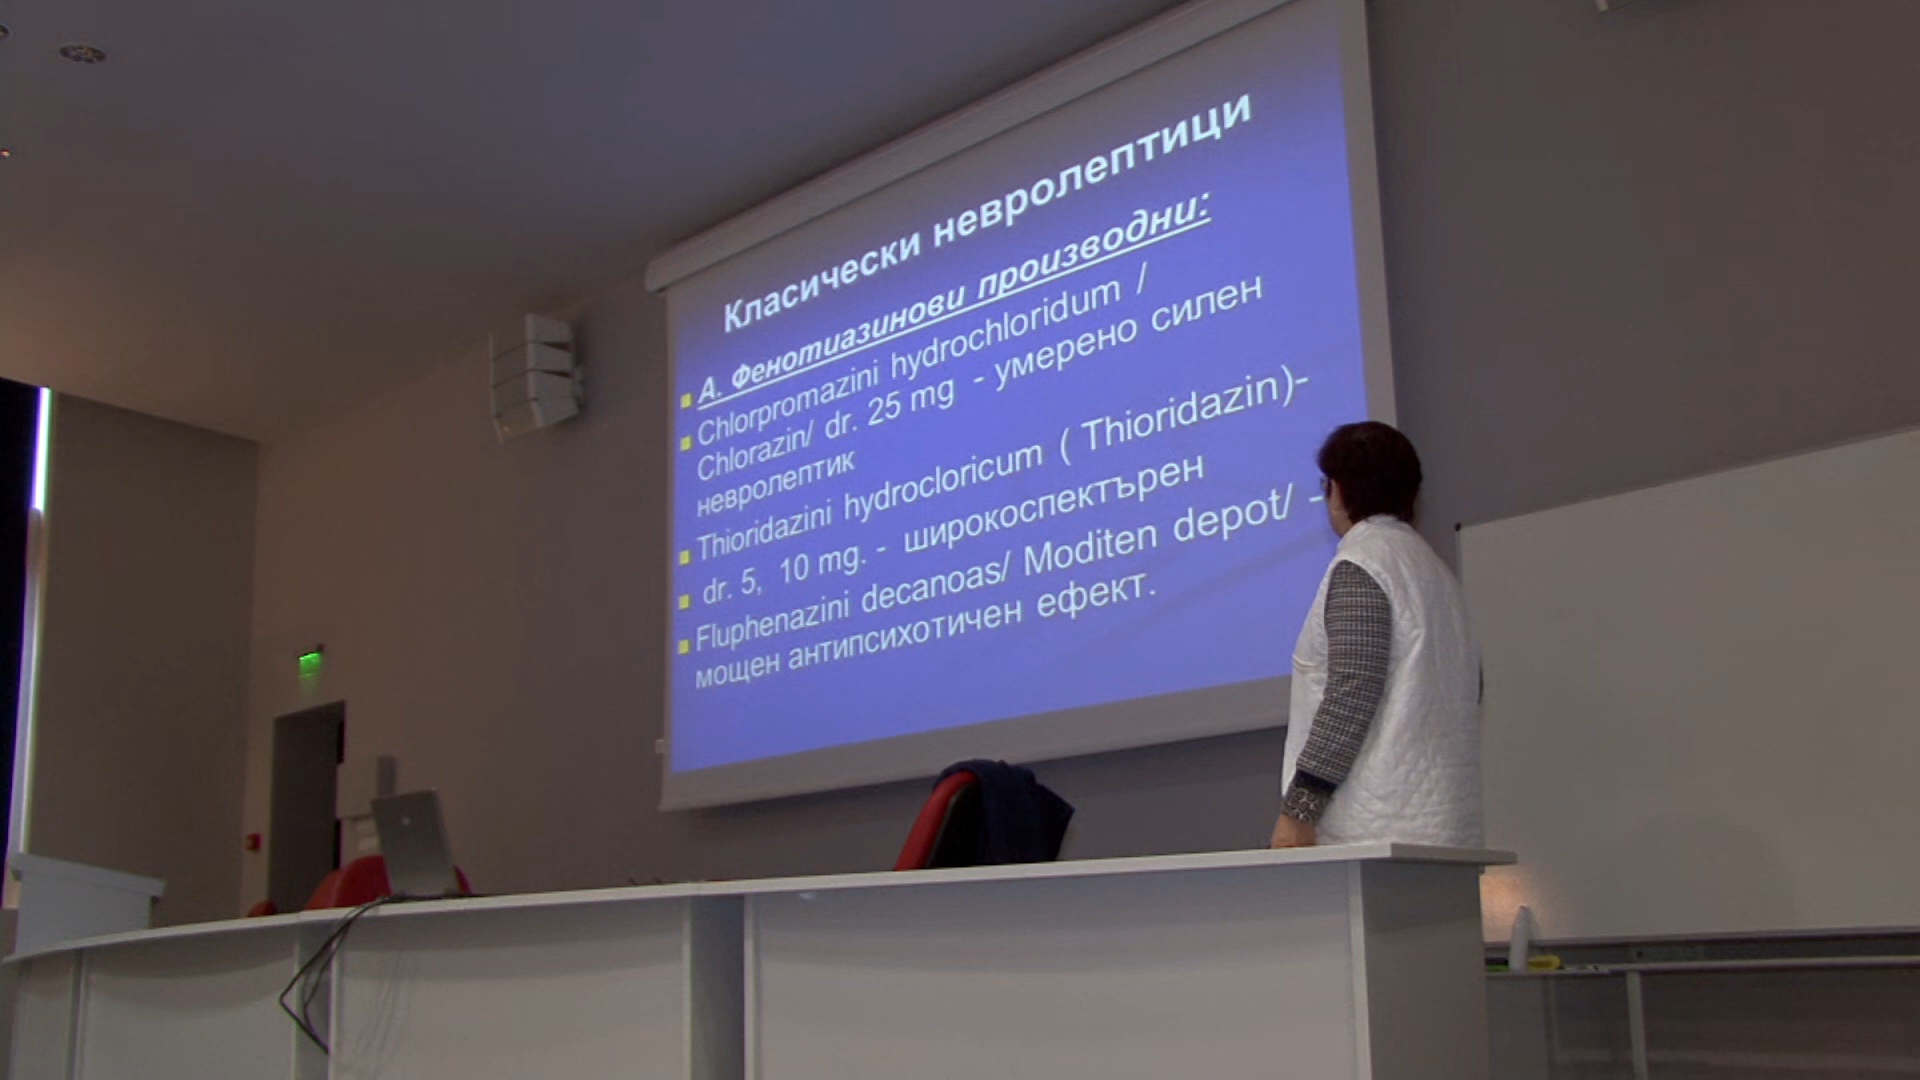 Класически невролептици
А. Фенотиазинови производни:
Chlorpromazini hydrochloridum /
Chlorazin/ dr. 25 mg - умерено силен
невролептик
Thioridazini hydrocloricum ( Thioridazin)-
dr. 5, 10 mg. - широкоспектърен
Fluphenazini decanoas/ Moditen depot/ -
мощен антипсихотичен ефект.